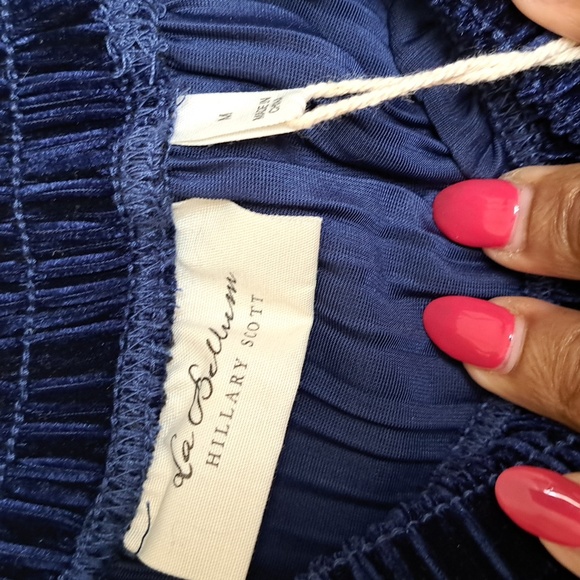 M
MADE IN
CHINA
La Bellum
HILLARY SCOTT